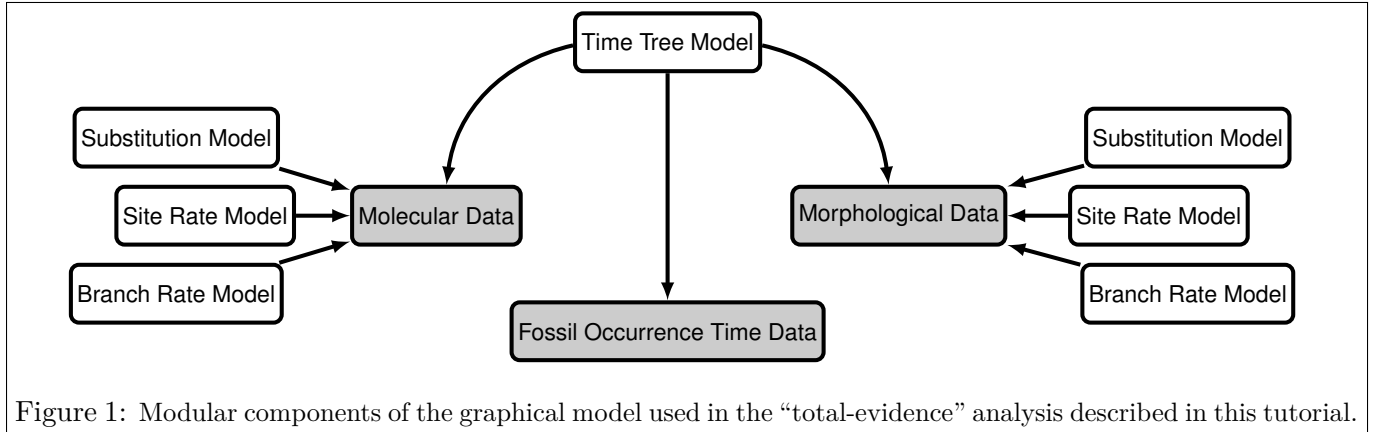 Time Tree Model
Substitution Model
Site Rate Model
Branch Rate Model
Molecular Data
Morphological Data
Substitution Model
Site Rate Model
Branch Rate Model
Fossil Occurrence Time Data
Figure 1: Modular components of the graphical model used in the “total-evidence” analysis described in this tutorial.